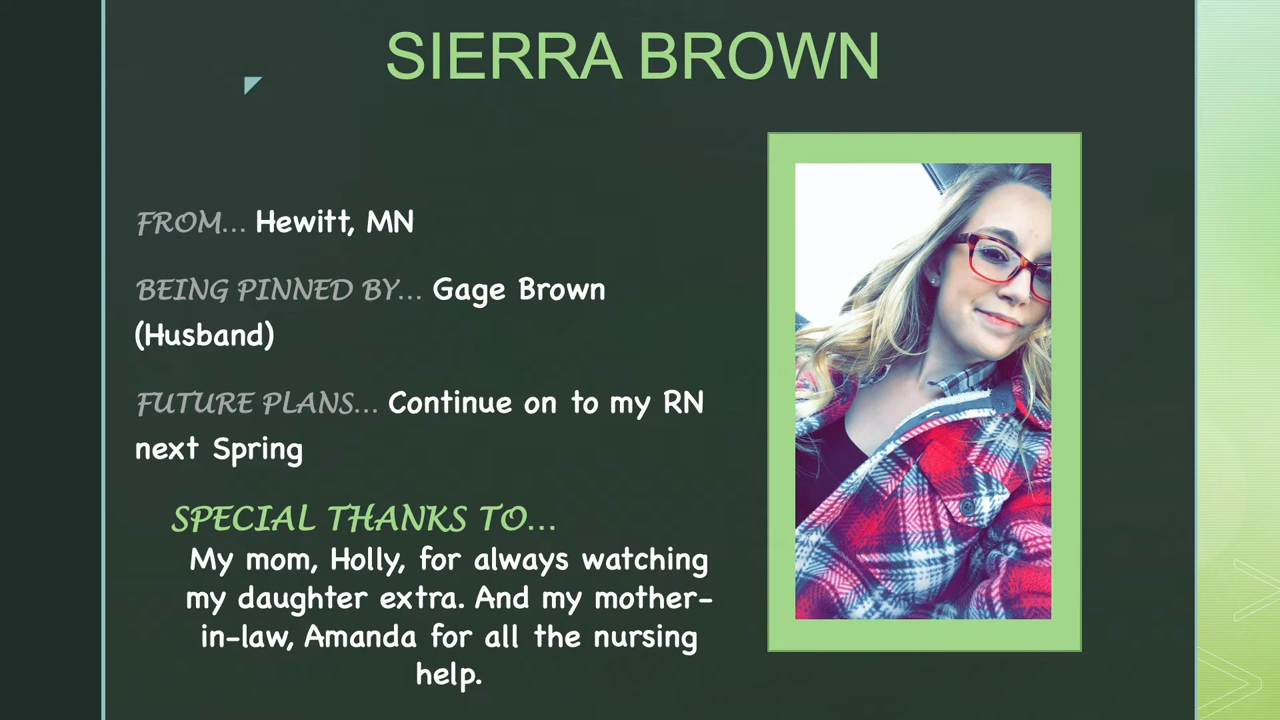 SIERRA BROWN
FROM... Hewitt, MN
BEING PINNED BY... Gage Brown
(Husband)
FUTURE PLANS... Continue on to my RN
next Spring
SPECIAL THANKS TO...
My mom, Holly, for always watching
my daughter extra. And my mother-
in-law, Amanda for all the nursing
help.